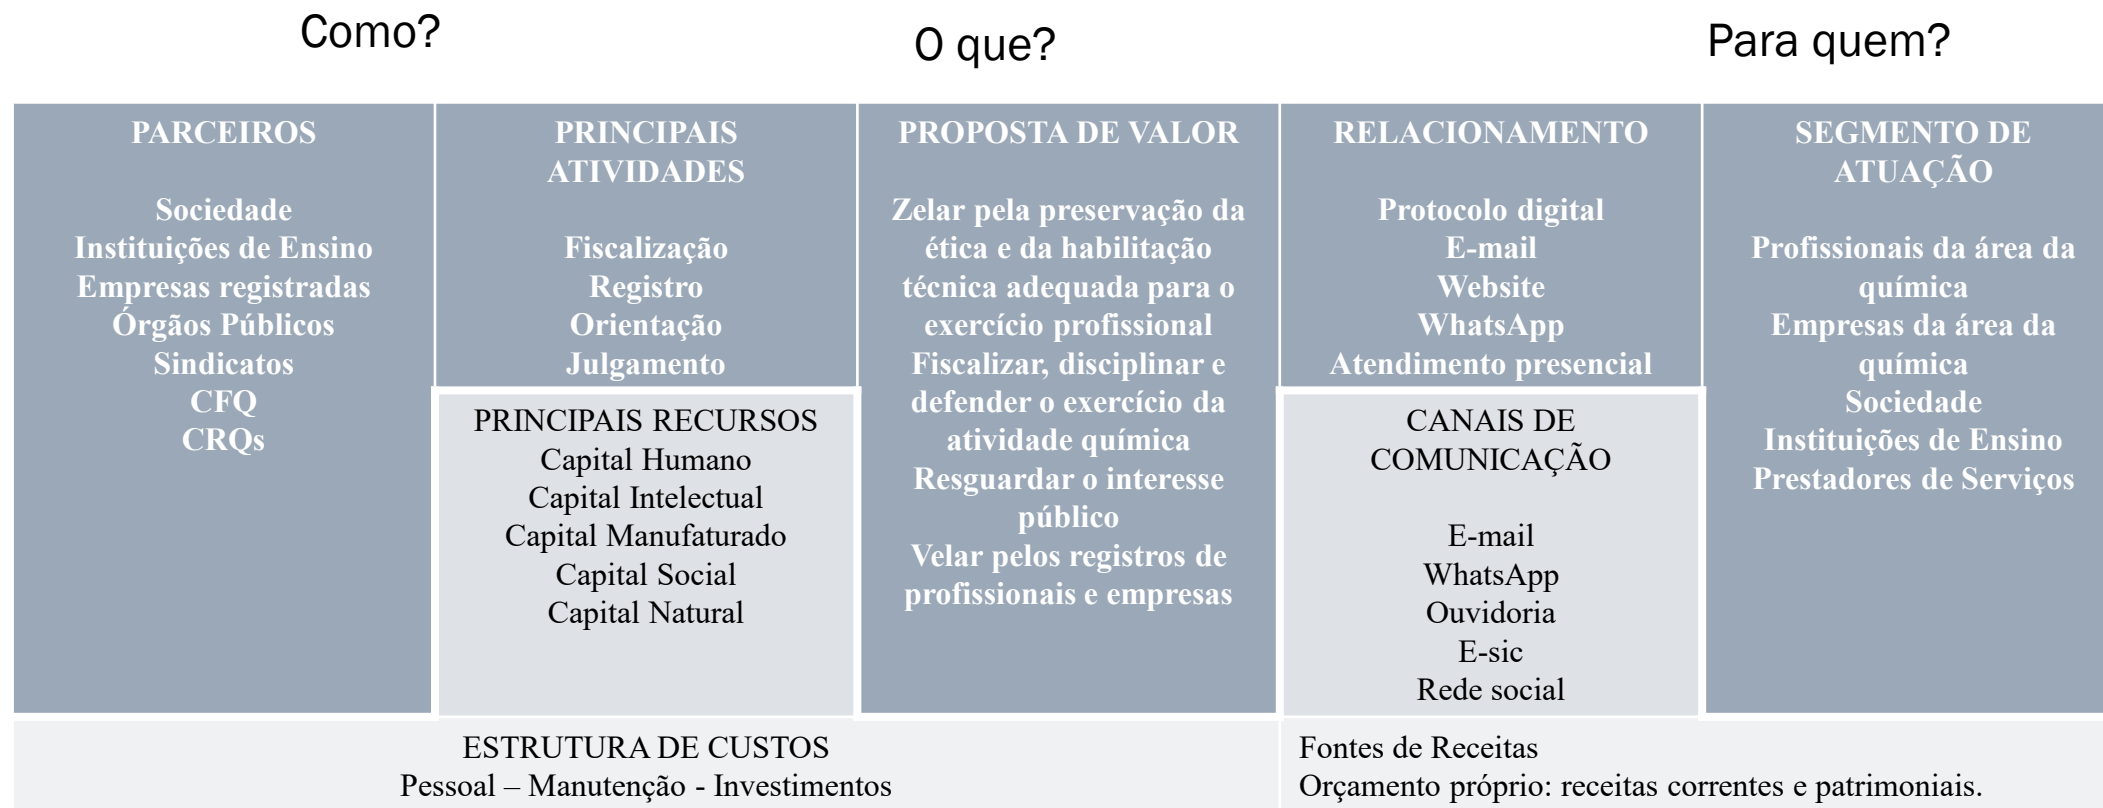 Como?
O que?
Para quem?
PARCEIROS
Sociedade
Instituições de Ensino
Empresas registradas
Órgãos Públicos
Sindicatos
CFQ
CRQs
PRINCIPAIS
ATIVIDADES
Fiscalização
Registro
Orientação
Julgamento
PRINCIPAIS RECURSOS
Capital Humano
Capital Intelectual
Capital Manufaturado
Capital Social
Capital Natural
PROPOSTA DE VALOR
Zelar pela preservação da
ética e da habilitação
técnica adequada para o
exercício profissional
Fiscalizar, disciplinar e
defender o exercício da
atividade química
Resguardar o interesse
público
Velar pelos registros de
profissionais e empresas
RELACIONAMENTO
Protocolo digital
E-mail
Website
WhatsApp
Atendimento presencial
CANAIS DE
COMUNICAÇÃO
E-mail
WhatsApp
Ouvidoria
E-sic
Rede social
SEGMENTO DE
ATUAÇÃO
Profissionais da área da
química
Empresas da área da
química
Sociedade
Instituições de Ensino
Prestadores de Serviços
ESTRUTURA DE CUSTOS
Pessoal – Manutenção - Investimentos
Fontes de Receitas
Orçamento próprio: receitas correntes e patrimoniais.